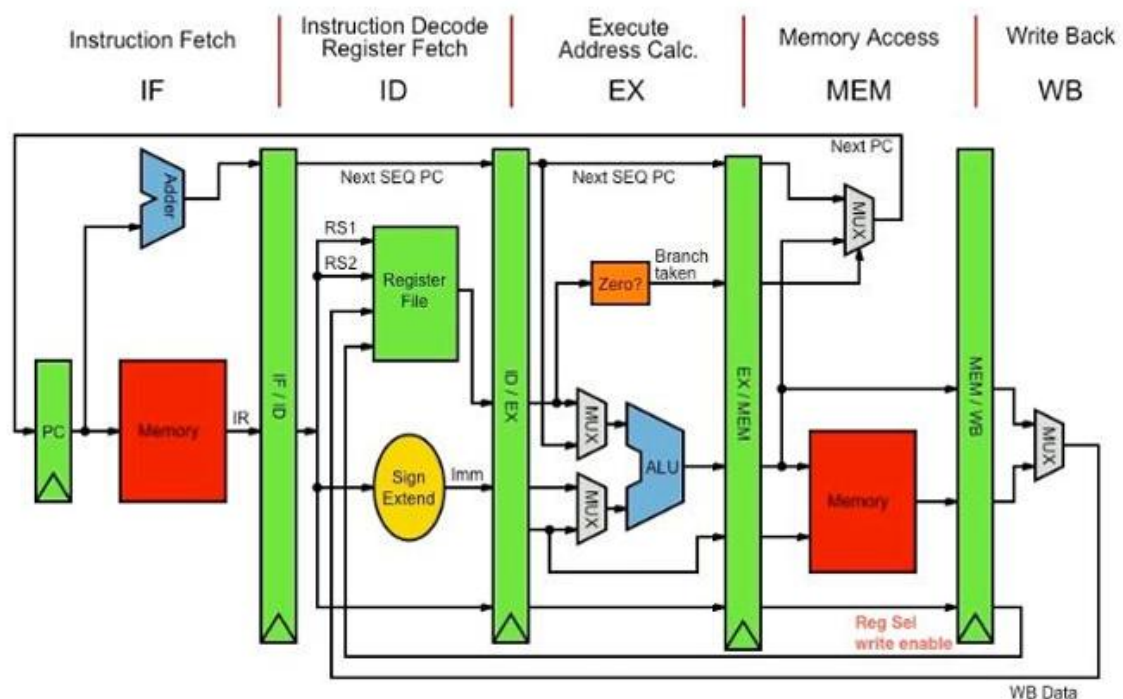 Instruction Fetch
IF
Instruction Decode
Register Fetch
ID
Execute
Address Calc.
EX
Memory Access
MEM
Write Back
WB
Next PC
Adder
Next SEQ PC
Next SEQ PC
MUX
RS1
RS2
Register
File
Branch
taken
Zero?
PC
Memory
IR
IF / ID
ID / EX
EX / MEM
MEM / WB
MUX
MUX
ALU
Sign
Extend
Imm
Memory
MUX
Reg Sel
write enable
WB Data